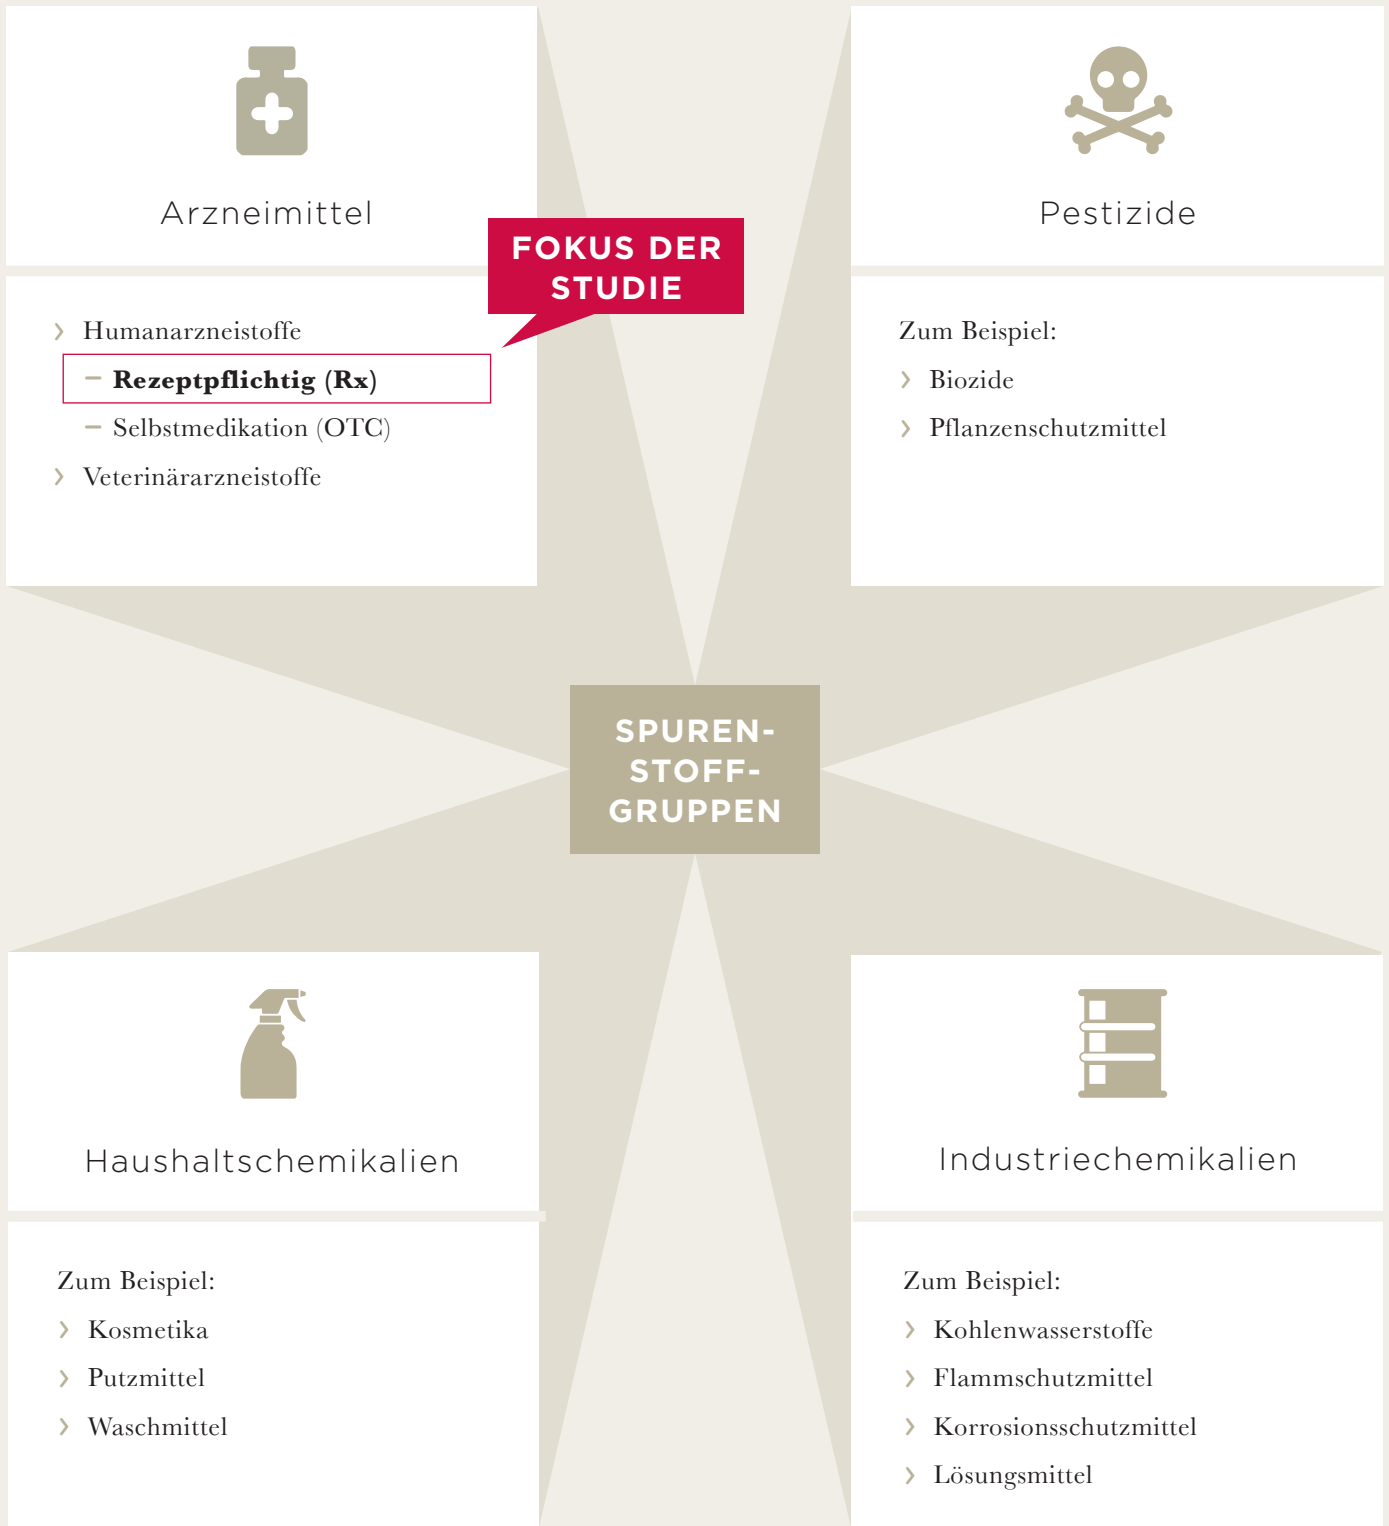 Arzneimittel
FOKUS DER
STUDIE
› Humanarzneistoffe
– Rezeptpflichtig (Rx)
– Selbstmedikation (OTC)
› Veterinärarzneistoffe
Pestizide
Zum Beispiel:
› Biozide
› Pflanzenschutzmittel
SPUREN-
STOFF-
GRUPPEN
Haushaltschemikalien
Zum Beispiel:
› Kosmetika
› Putzmittel
› Waschmittel
Industriechemikalien
Zum Beispiel:
› Kohlenwasserstoffe
› Flammschutzmittel
› Korrosionsschutzmittel
› Lösungsmittel